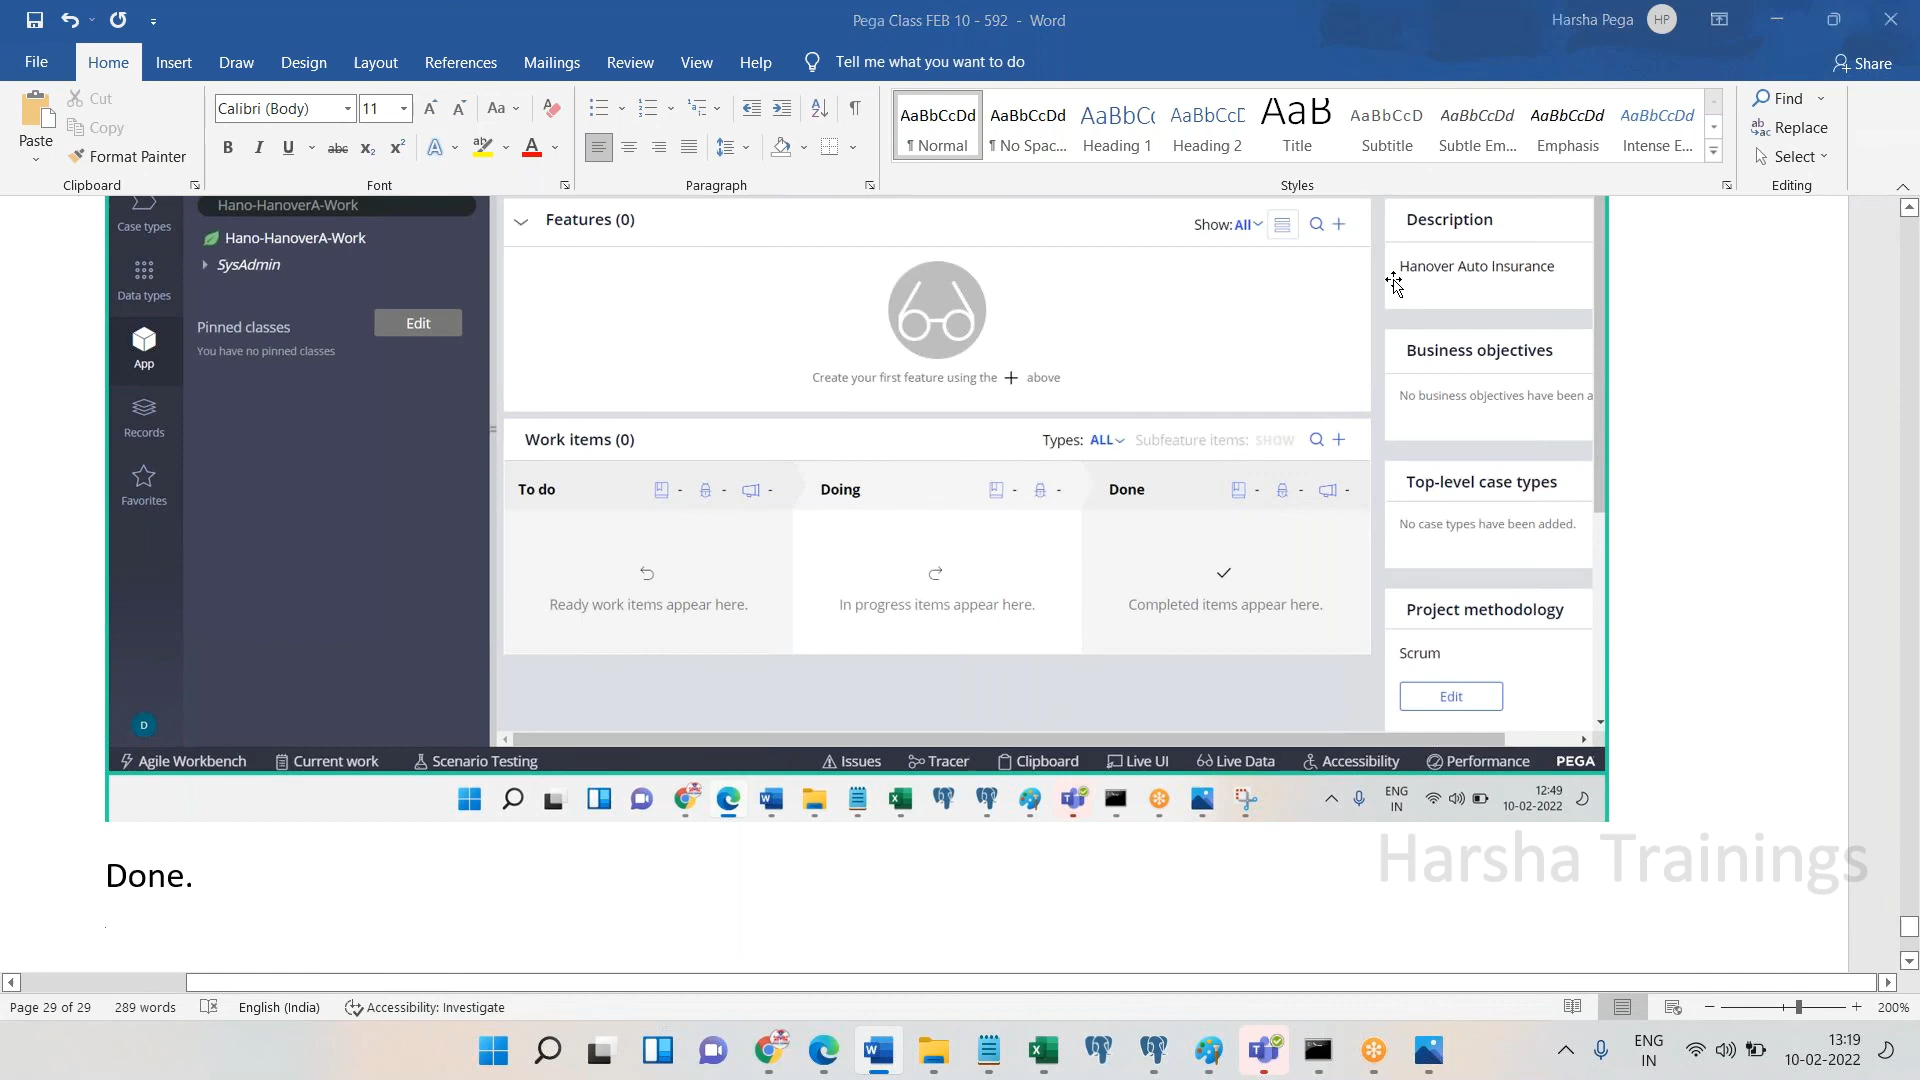 Pega Class FEB 10 - 592 - Word
Harsha Pega HP
File Home Insert Draw Design Layout References Mailings Review View Help Tell me what you want to do
Share
Paste
Cut
Copy
Format Painter
Clipboard
Calibri (Body) 11
Font
Paragraph
AaBbCcDd AaBbCcDd AaBbCc AaBbCcD AaB AaBbCcD AaBbCcDd AaBbCcDd AaBbCcDd
¶ Normal ¶ No Spac... Heading 1 Heading 2 Title Subtitle Subtle Em... Emphasis Intense E...
Styles
Find
Replace
Select
Editing
Case types
Data types
App
Records
Favorites
D
Hano-HanoverA-Work
Hano-HanoverA-Work
SysAdmin
Pinned classes Edit
You have no pinned classes
Features (0) Show: All
Create your first feature using the + above
Work items (0) Types: ALL Subfeature items: SHOW
To do - - -
Doing - -
Done - - -
Ready work items appear here.
In progress items appear here.
Completed items appear here.
Description
Hanover Auto Insurance
Business objectives
No business objectives have been a
Top-level case types
No case types have been added.
Project methodology
Scrum
Edit
Agile Workbench Current work Scenario Testing Issues Tracer Clipboard Live UI Live Data Accessibility Performance PEGA
ENG
IN
12:49
10-02-2022
Harsha Trainings
Done.
Page 29 of 29 289 words English (India) Accessibility: Investigate 200%
ENG
IN
13:19
10-02-2022